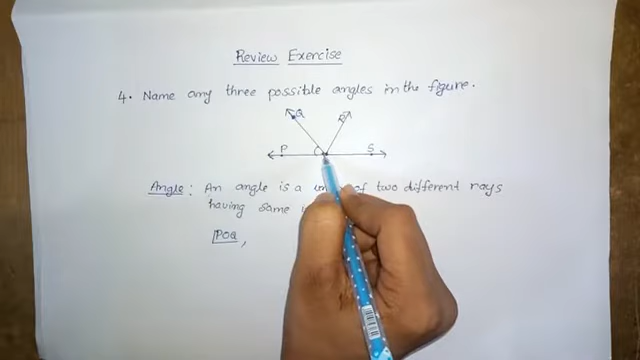 Review Exercise
4. Name any three possible angles in the figure.
Q R
P O S
Angle: An angle is a of two different rays
having same
∠POQ,